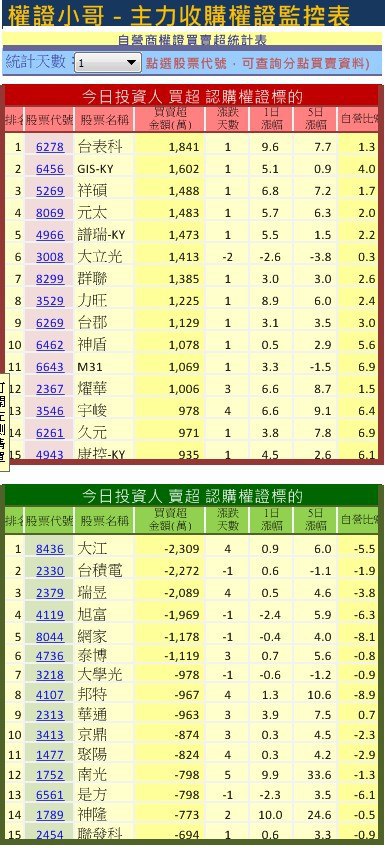 權證小哥 - 主力收購權證監控表
自營商權證買賣超統計表
統計天數: 1 點選股票代號，可查詢分點買賣資料)
今日投資人 買超 認購權證標的
排名 股票代號 股票名稱 買賣超金額(萬) 漲跌天數 1日漲幅 5日漲幅 自營比
1 6278 台表科 1,841 1 9.6 7.7 1.3
2 6456 GIS-KY 1,602 1 5.1 0.9 4.0
3 5269 祥碩 1,488 1 6.8 7.2 1.7
4 8069 元太 1,483 1 5.7 6.3 2.0
5 4966 譜瑞-KY 1,473 1 5.5 1.5 2.2
6 3008 大立光 1,413 -2 -2.6 -3.8 0.3
7 8299 群聯 1,385 1 3.0 3.0 2.6
8 3529 力旺 1,225 1 8.9 6.0 2.4
9 6269 台郡 1,129 1 3.1 3.5 3.0
10 6462 神盾 1,078 1 0.5 2.9 5.6
11 6643 M31 1,069 1 3.3 -1.5 6.9
12 2367 燿華 1,006 3 6.6 8.7 1.5
13 3546 宇峻 978 4 6.6 9.1 6.4
14 6261 久元 971 1 3.8 7.8 6.9
15 4943 康控-KY 935 1 4.5 2.6 6.1
今日投資人 賣超 認購權證標的
排名 股票代號 股票名稱 買賣超金額(萬) 漲跌天數 1日漲幅 5日漲幅 自營比
1 8436 大江 -2,309 4 0.9 6.0 -5.5
2 2330 台積電 -2,272 -1 0.6 -1.1 -1.9
3 2379 瑞昱 -2,089 4 0.5 4.6 -3.8
4 4119 旭富 -1,969 -1 -2.4 5.9 -6.3
5 8044 網家 -1,178 -1 -0.4 4.0 -8.1
6 4736 泰博 -1,119 3 0.7 5.6 -0.8
7 3218 大學光 -978 -1 -0.6 -1.2 -0.9
8 4107 邦特 -967 4 1.3 10.6 -8.9
9 2313 華通 -963 3 3.9 7.5 0.7
10 3413 京鼎 -874 3 0.3 4.5 -2.3
11 1477 聚陽 -824 4 0.3 4.2 -2.9
12 1752 南光 -798 5 9.9 33.6 -1.3
13 6561 是方 -798 -1 -2.3 3.5 -6.1
14 1789 神隆 -773 2 10.0 24.6 -0.5
15 2454 聯發科 -694 1 0.6 3.3 -0.9